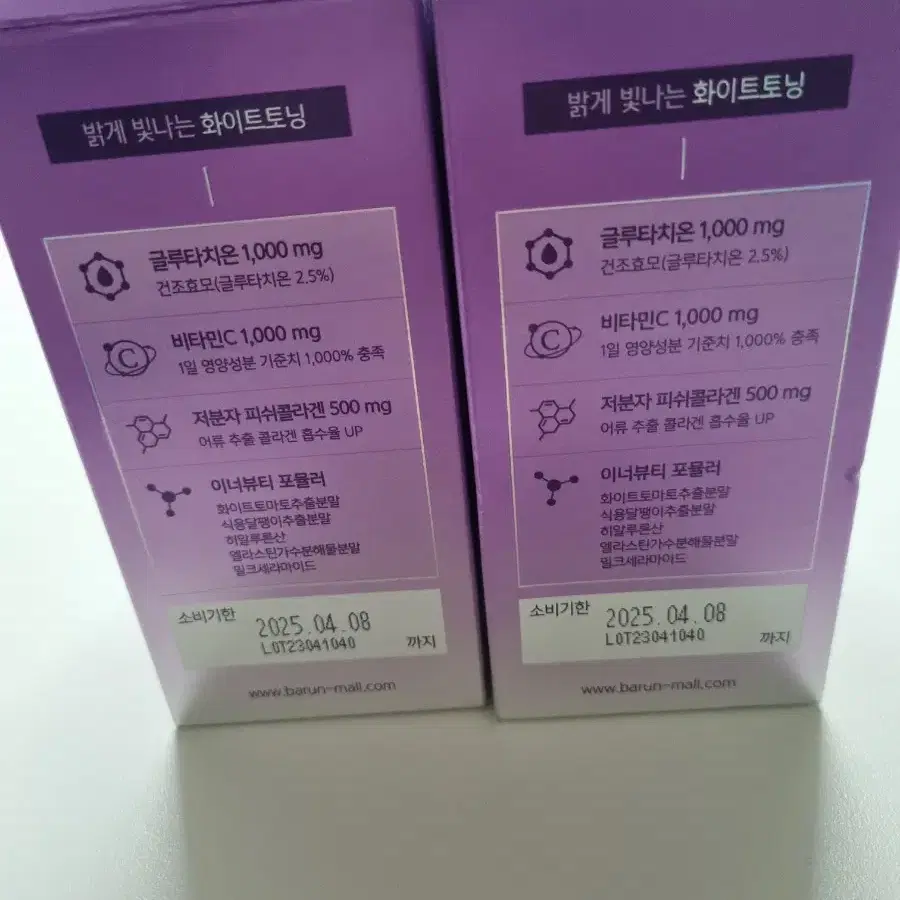 밝게 빛나는 화이트토닝
글루타치온 1,000 mg
건조효모(글루타치온 2.5%)
비타민C 1,000 mg
1일 영양성분 기준치 1,000% 충족
저분자 피쉬콜라겐 500 mg
어류 추출 콜라겐 흡수율 UP
이너뷰티 포뮬러
화이트토마토추출분말
식용달팽이추출분말
히알루론산
엘라스틴가수분해물분말
밀크세라마이드
소비기한 2025.04.08
LOT23041040 까지
www.barun-mall.com
밝게 빛나는 화이트토닝
글루타치온 1,000 mg
건조효모(글루타치온 2.5%)
비타민C 1,000 mg
1일 영양성분 기준치 1,000% 충족
저분자 피쉬콜라겐 500 mg
어류 추출 콜라겐 흡수율 UP
이너뷰티 포뮬러
화이트토마토추출분말
식용달팽이추출분말
히알루론산
엘라스틴가수분해물분말
밀크세라마이드
소비기한 2025.04.08
LOT23041040 까지
www.barun-mall.com